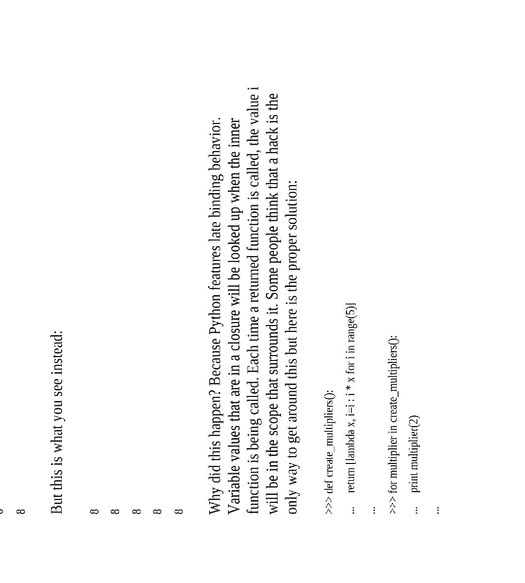 8
But this is what you see instead:
8
8
8
8
8
Why did this happen? Because Python features late binding behavior.
Variable values that are in a closure will be looked up when the inner
function is being called. Each time a returned function is called, the value i
will be in the scope that surrounds it. Some people think that a hack is the
only way to get around this but here is the proper solution:
>>> def create_multipliers():
... return [lambda x, i=i : i * x for i in range(5)]
...
>>> for multiplier in create_multipliers():
... print multiplier(2)
...